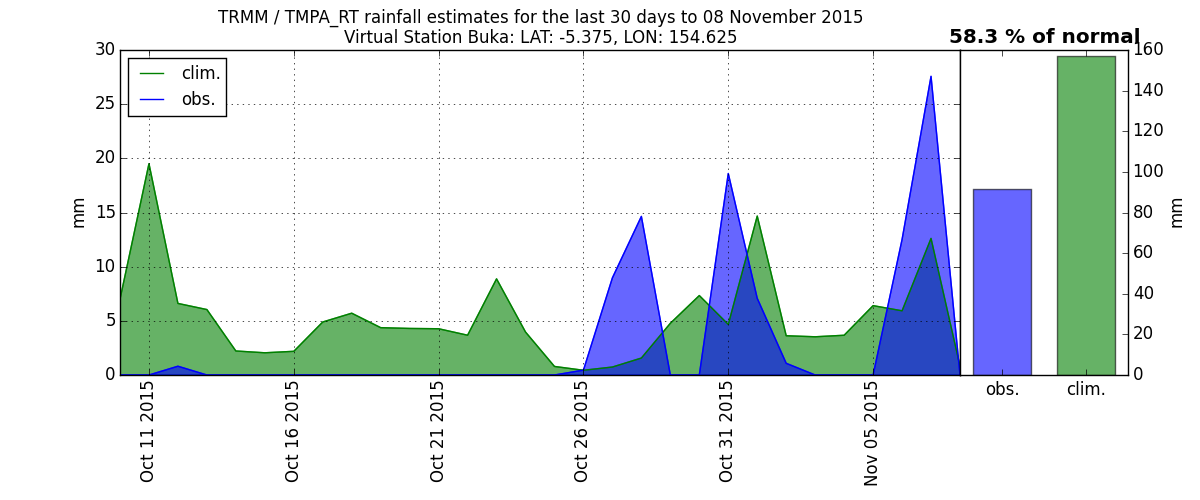 TRMM / TMPA_RT rainfall estimates for the last 30 days to 08 November 2015
Virtual Station Buka: LAT: -5.375, LON: 154.625
58.3 % of normal
30
25
20
15
10
5
0
mm
clim.
obs.
Oct 11 2015
Oct 16 2015
Oct 21 2015
Oct 26 2015
Oct 31 2015
Nov 05 2015
obs.
clim.
160
140
120
100
80
60
40
20
0
mm